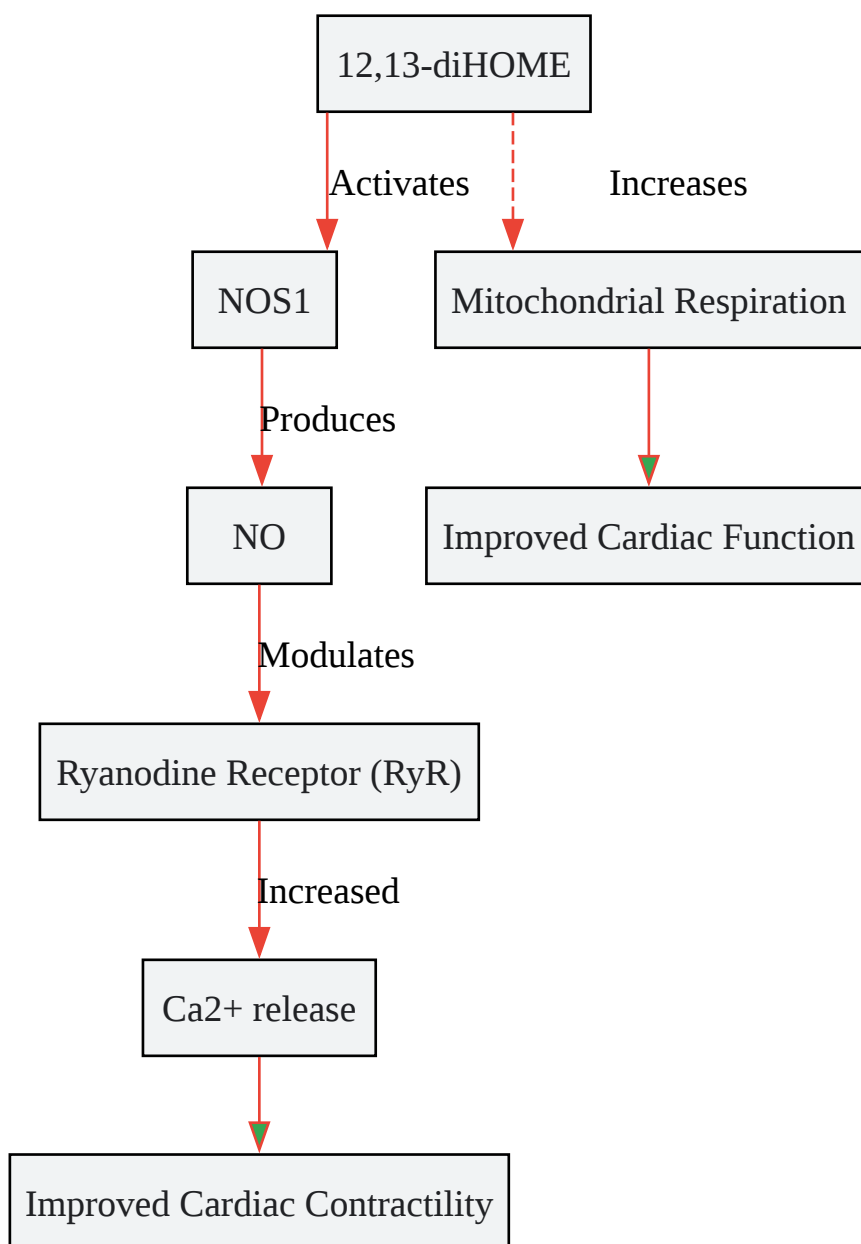 12,13-diHOME
Activates
Increases
NOS1
Mitochondrial Respiration
Produces
NO
Improved Cardiac Function
Modulates
Ryanodine Receptor (RyR)
Increased
Ca2+ release
Improved Cardiac Contractility